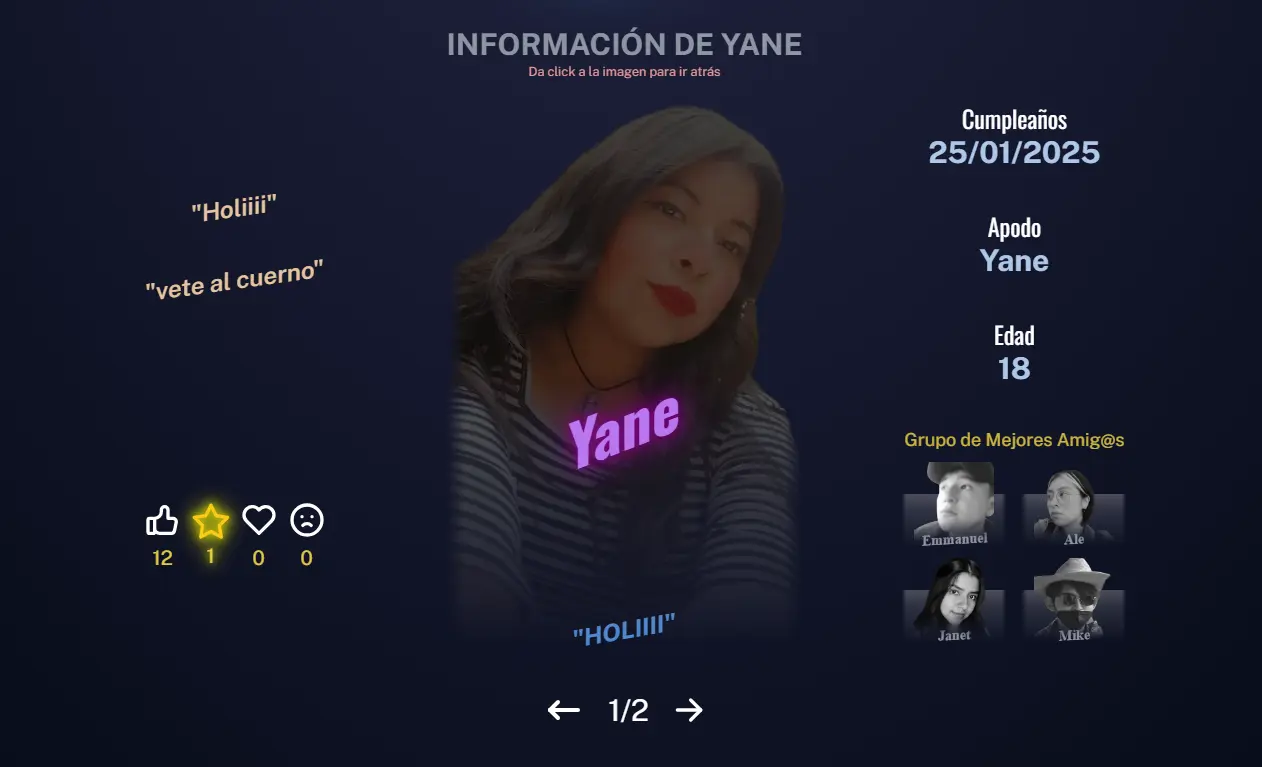 INFORMACIÓN DE YANE
Da click a la imagen para ir atrás
"Holiiii"
"vete al cuerno"
12
1
0
0
Yane
"HOLIIII"
Cumpleaños
25/01/2025
Apodo
Yane
Edad
18
Grupo de Mejores Amig@s
Emmanuel
Ale
Janet
Mike
1/2